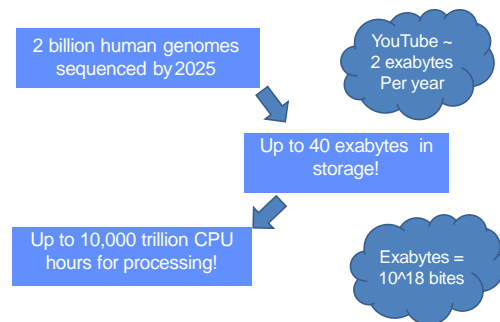 2 billion human genomes
sequenced by 2025
YouTube ~
2 exabytes
Per year
Up to 40 exabytes in
storage!
Up to 10,000 trillion CPU
hours for processing!
Exabytes =
10^18 bites